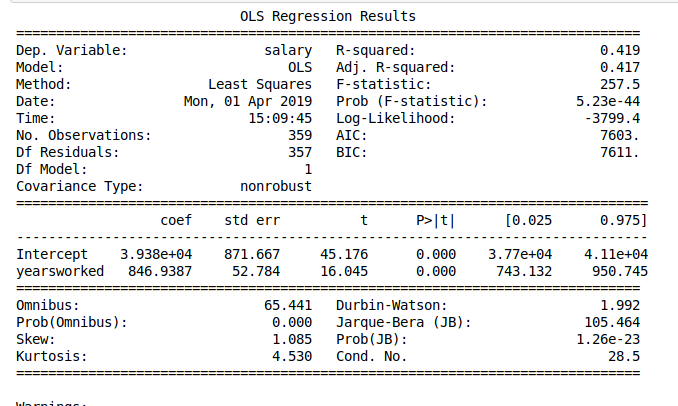 OLS Regression Results
==============================================================================
Dep. Variable: salary R-squared: 0.419
Model: OLS Adj. R-squared: 0.417
Method: Least Squares F-statistic: 257.5
Date: Mon, 01 Apr 2019 Prob (F-statistic): 5.23e-44
Time: 15:09:45 Log-Likelihood: -3799.4
No. Observations: 359 AIC: 7603.
Df Residuals: 357 BIC: 7611.
Df Model: 1
Covariance Type: nonrobust
===============================================================================
coef std err t P>|t| [0.025 0.975]
-------------------------------------------------------------------------------
Intercept 3.938e+04 871.667 45.176 0.000 3.77e+04 4.11e+04
yearsworked 846.9387 52.784 16.045 0.000 743.132 950.745
==============================================================================
Omnibus: 65.441 Durbin-Watson: 1.992
Prob(Omnibus): 0.000 Jarque-Bera (JB): 105.464
Skew: 1.085 Prob(JB): 1.26e-23
Kurtosis: 4.530 Cond. No. 28.5
==============================================================================
Warnings: